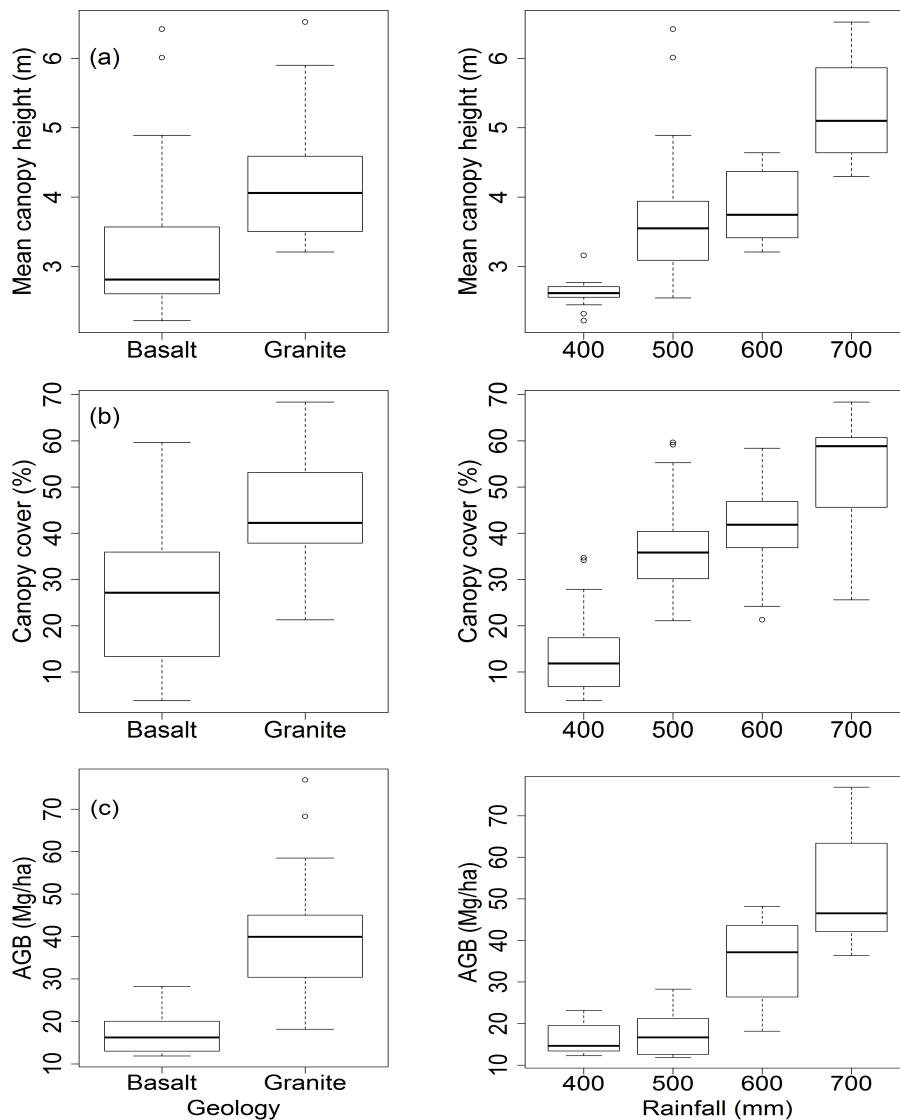 (a)
Mean canopy height (m)
6
5
4
3
Basalt Granite
Mean canopy height (m)
6
5
4
3
400 500 600 700
(b)
Canopy cover (%)
70
60
50
40
30
20
10
Basalt Granite
Canopy cover (%)
70
60
50
40
30
20
10
400 500 600 700
(c)
AGB (Mg/ha)
70
60
50
40
30
20
10
Basalt Granite
Geology
AGB (Mg/ha)
70
60
50
40
30
20
10
400 500 600 700
Rainfall (mm)